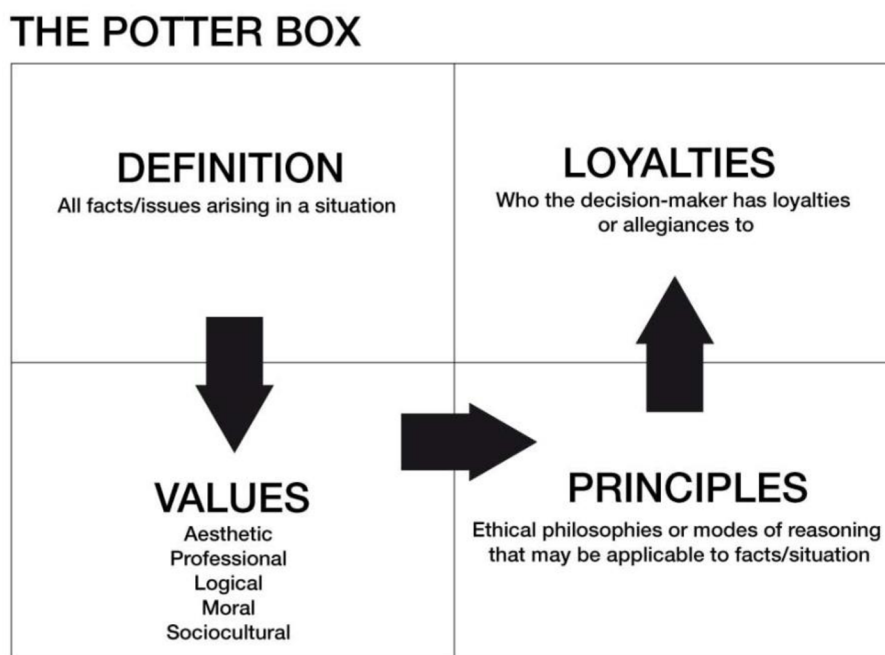 THE POTTER BOX
DEFINITION
All facts/issues arising in a situation
LOYALTIES
Who the decision-maker has loyalties
or allegiances to
VALUES
Aesthetic
Professional
Logical
Moral
Sociocultural
PRINCIPLES
Ethical philosophies or modes of reasoning
that may be applicable to facts/situation